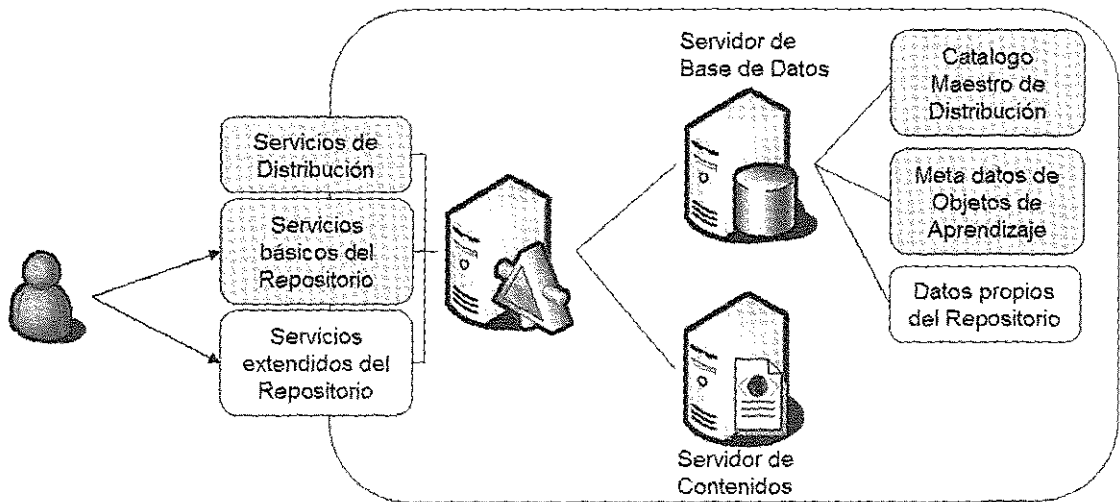 Servicios de
Distribución
Servicios
básicos del
Repositorio
Servicios
extendidos del
Repositorio
Servidor de
Base de Datos
Servidor de
Contenidos
Catalogo
Maestro de
Distribución
Meta datos de
Objetos de
Aprendizaje
Datos propios
del Repositorio